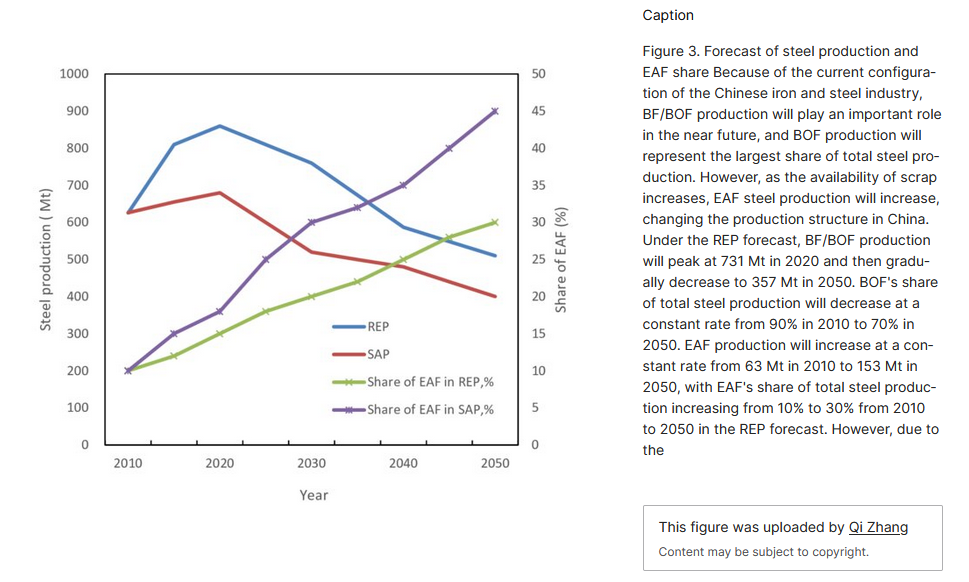 1000
900
800
700
600
500
400
300
200
100
0
Steel production ( Mt)
50
45
40
35
30
25
20
15
10
5
0
Share of EAF (%)
REP
SAP
Share of EAF in REP,%
Share of EAF in SAP,%
2010
2020
2030
2040
2050
Year
Caption
Figure 3. Forecast of steel production and
EAF share Because of the current configura-
tion of the Chinese iron and steel industry,
BF/BOF production will play an important role
in the near future, and BOF production will
represent the largest share of total steel pro-
duction. However, as the availability of scrap
increases, EAF steel production will increase,
changing the production structure in China.
Under the REP forecast, BF/BOF production
will peak at 731 Mt in 2020 and then gradu-
ally decrease to 357 Mt in 2050. BOF's share
of total steel production will decrease at a
constant rate from 90% in 2010 to 70% in
2050. EAF production will increase at a con-
stant rate from 63 Mt in 2010 to 153 Mt in
2050, with EAF's share of total steel produc-
tion increasing from 10% to 30% from 2010
to 2050 in the REP forecast. However, due to
the
This figure was uploaded by Qi Zhang
Content may be subject to copyright.